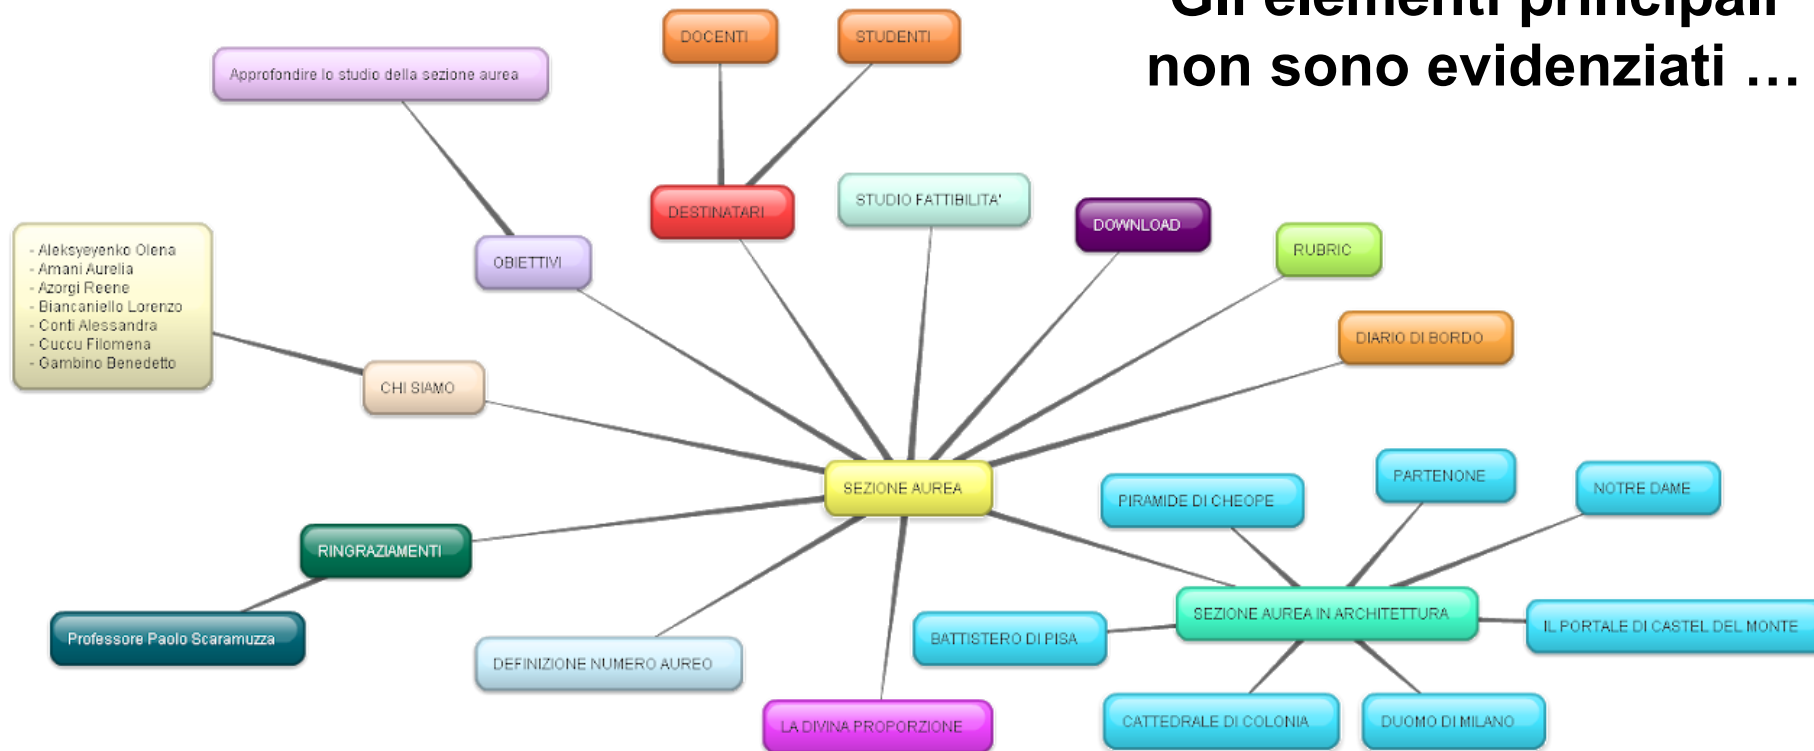 Gli elementi principali
non sono evidenziati …
DOCENTI
STUDENTI
Approfondire lo studio della sezione aurea
DESTINATARI
STUDIO FATTIBILITA'
DOWNLOAD
RUBRIC
OBIETTIVI
- Aleksyeyenko Olena
- Amani Aurelia
- Azorgi Reene
- Biancaniello Lorenzo
- Conti Alessandra
- Cuccu Filomena
- Gambino Benedetto
DIARIO DI BORDO
CHI SIAMO
SEZIONE AUREA
PIRAMIDE DI CHEOPE
PARTENONE
NOTRE DAME
RINGRAZIAMENTI
Professore Paolo Scaramuzza
SEZIONE AUREA IN ARCHITETTURA
BATTISTERO DI PISA
IL PORTALE DI CASTEL DEL MONTE
DEFINIZIONE NUMERO AUREO
LA DIVINA PROPORZIONE
CATTEDRALE DI COLONIA
DUOMO DI MILANO